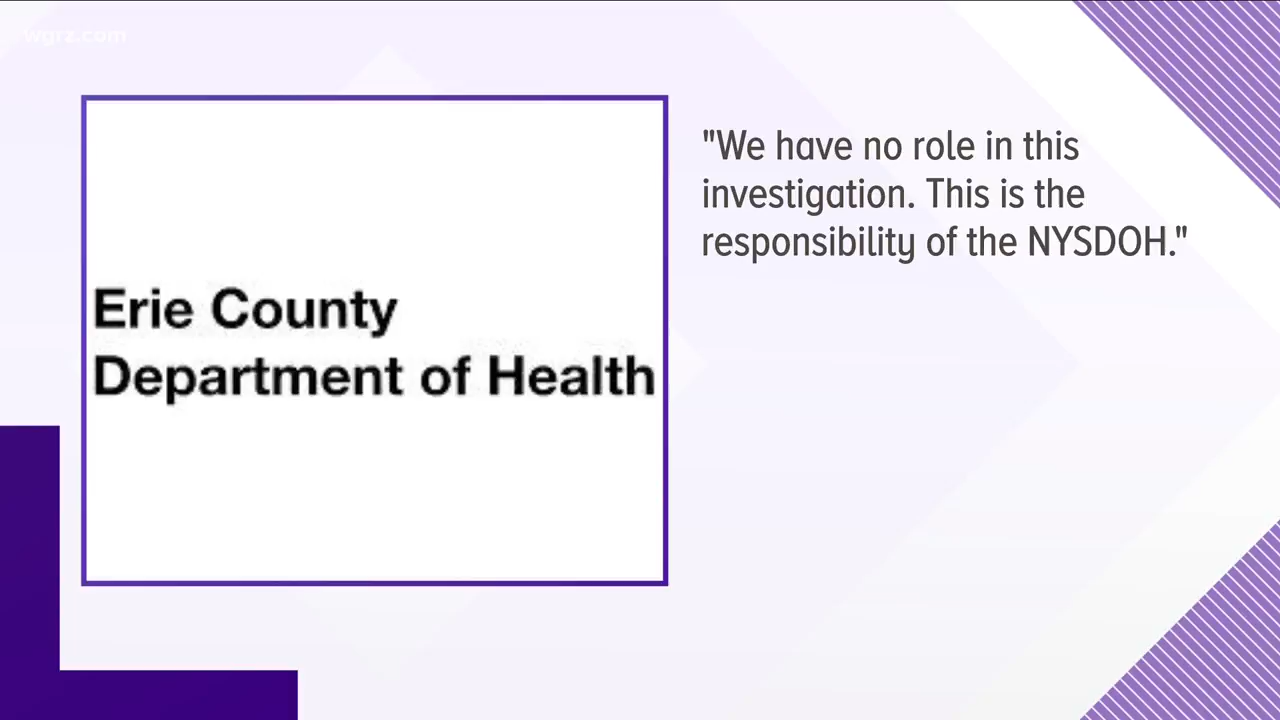 wgrz.com
"We have no role in this
investigation. This is the
responsibility of the NYSDOH."
Erie County
Department of Health